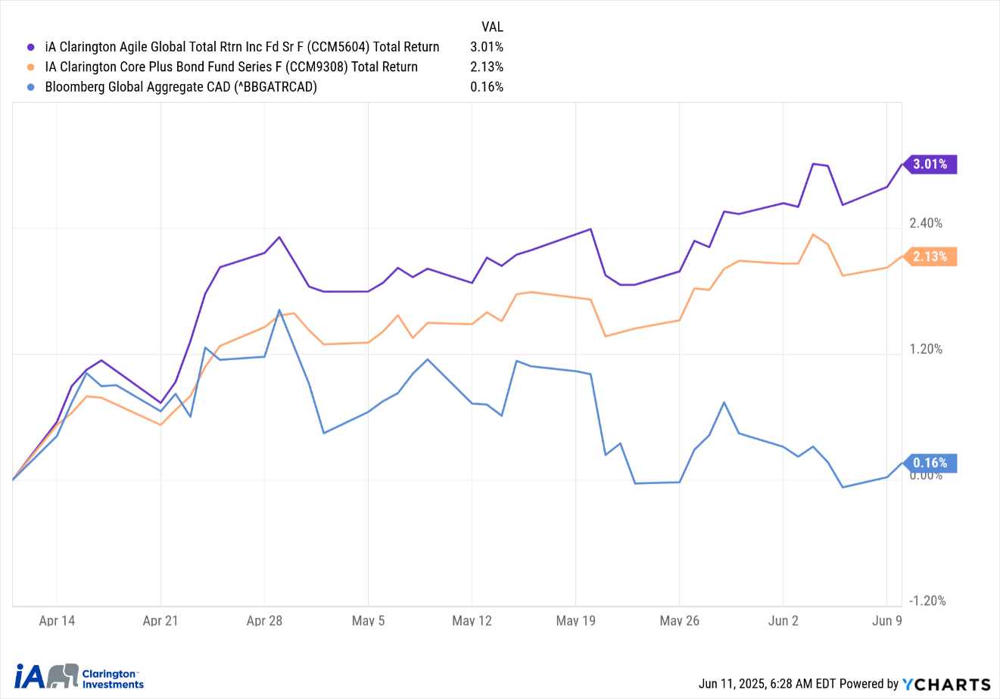 VAL
iA Clarington Agile Global Total Rtrn Inc Fd Sr F (CCM5604) Total Return 3.01%
IA Clarington Core Plus Bond Fund Series F (CCM9308) Total Return 2.13%
Bloomberg Global Aggregate CAD (^BBGATRCAD) 0.16%
3.01%
2.40%
2.13%
1.20%
0.16%
0.00%
-1.20%
Apr 14 Apr 21 Apr 28 May 5 May 12 May 19 May 26 Jun 2 Jun 9
iA Clarington™
Investments
Jun 11, 2025, 6:28 AM EDT Powered by YCHARTS